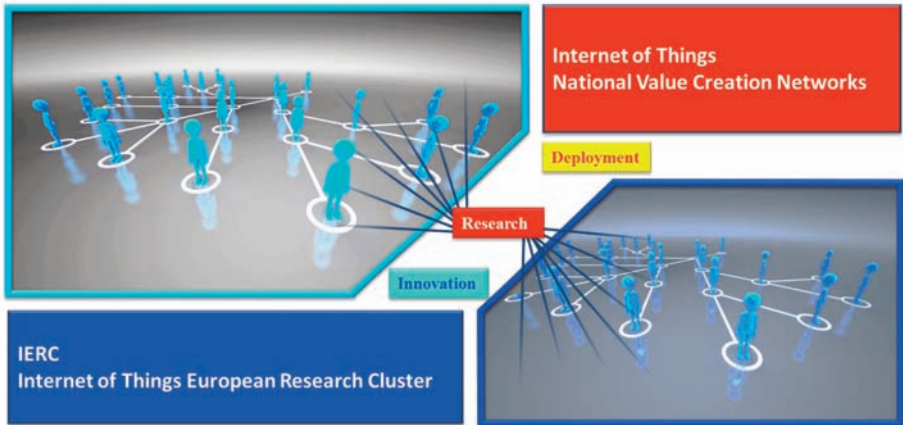 Internet of Things
National Value Creation Networks
Deployment
Research
Innovation
IERC
Internet of Things European Research Cluster